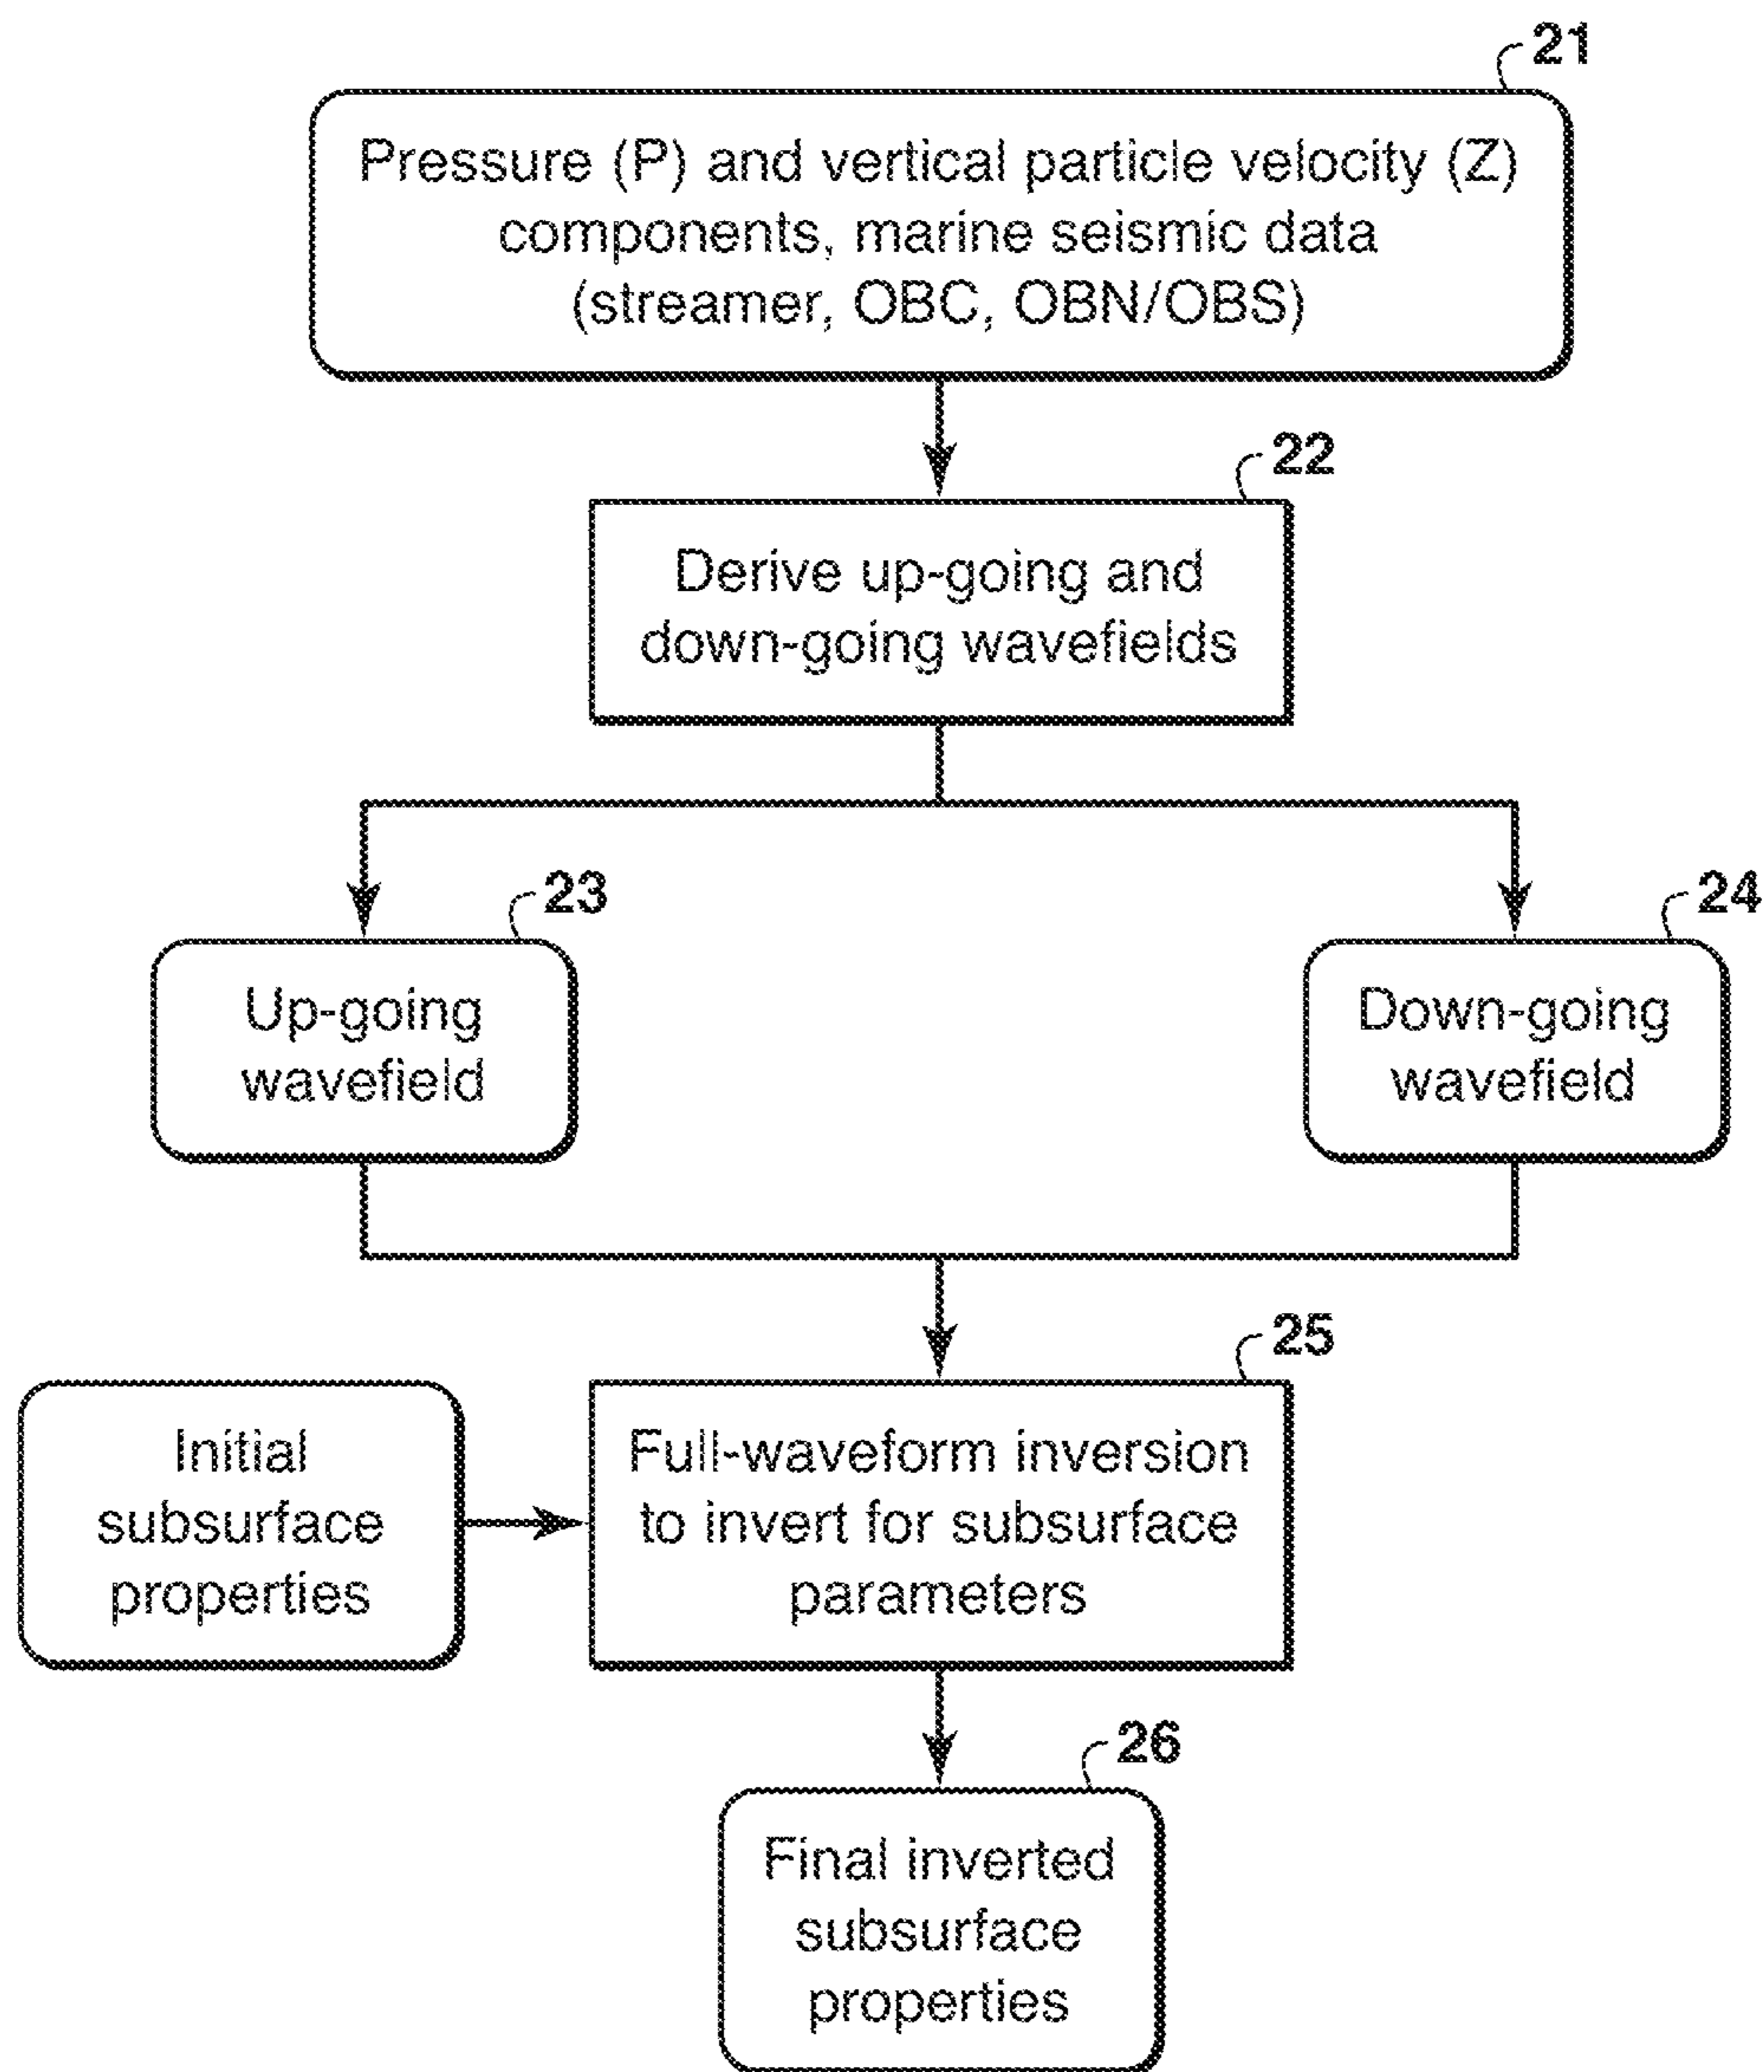 21
Pressure (P) and vertical particle velocity (Z)
components, marine seismic data
(streamer, OBC, OBN/OBS)
22
Derive up-going and
down-going wavefields
23
Up-going
wavefield
24
Down-going
wavefield
25
Initial
subsurface
properties
Full-waveform inversion
to invert for subsurface
parameters
26
Final inverted
subsurface
properties